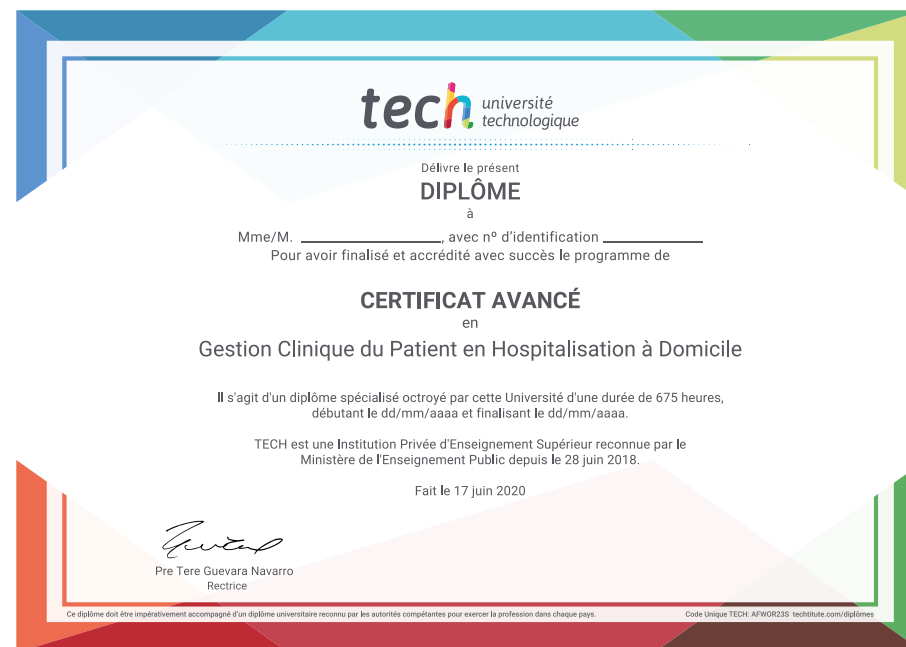 tech université
technologique
Délivre le présent
DIPLÔME
à
Mme/M. ____________________, avec nº d'identification ______________
Pour avoir finalisé et accrédité avec succès le programme de
CERTIFICAT AVANCÉ
en
Gestion Clinique du Patient en Hospitalisation à Domicile
Il s'agit d'un diplôme spécialisé octroyé par cette Université d'une durée de 675 heures,
débutant le dd/mm/aaaa et finalisant le dd/mm/aaaa.
TECH est une Institution Privée d'Enseignement Supérieur reconnue par le
Ministère de l'Enseignement Public depuis le 28 juin 2018.
Fait le 17 juin 2020
Pre Tere Guevara Navarro
Rectrice
Ce diplôme doit être impérativement accompagné d'un diplôme universitaire reconnu par les autorités compétantes pour exercer la profession dans chaque pays.
Code Unique TECH: AFWOR23S techtitute.com/diplômes